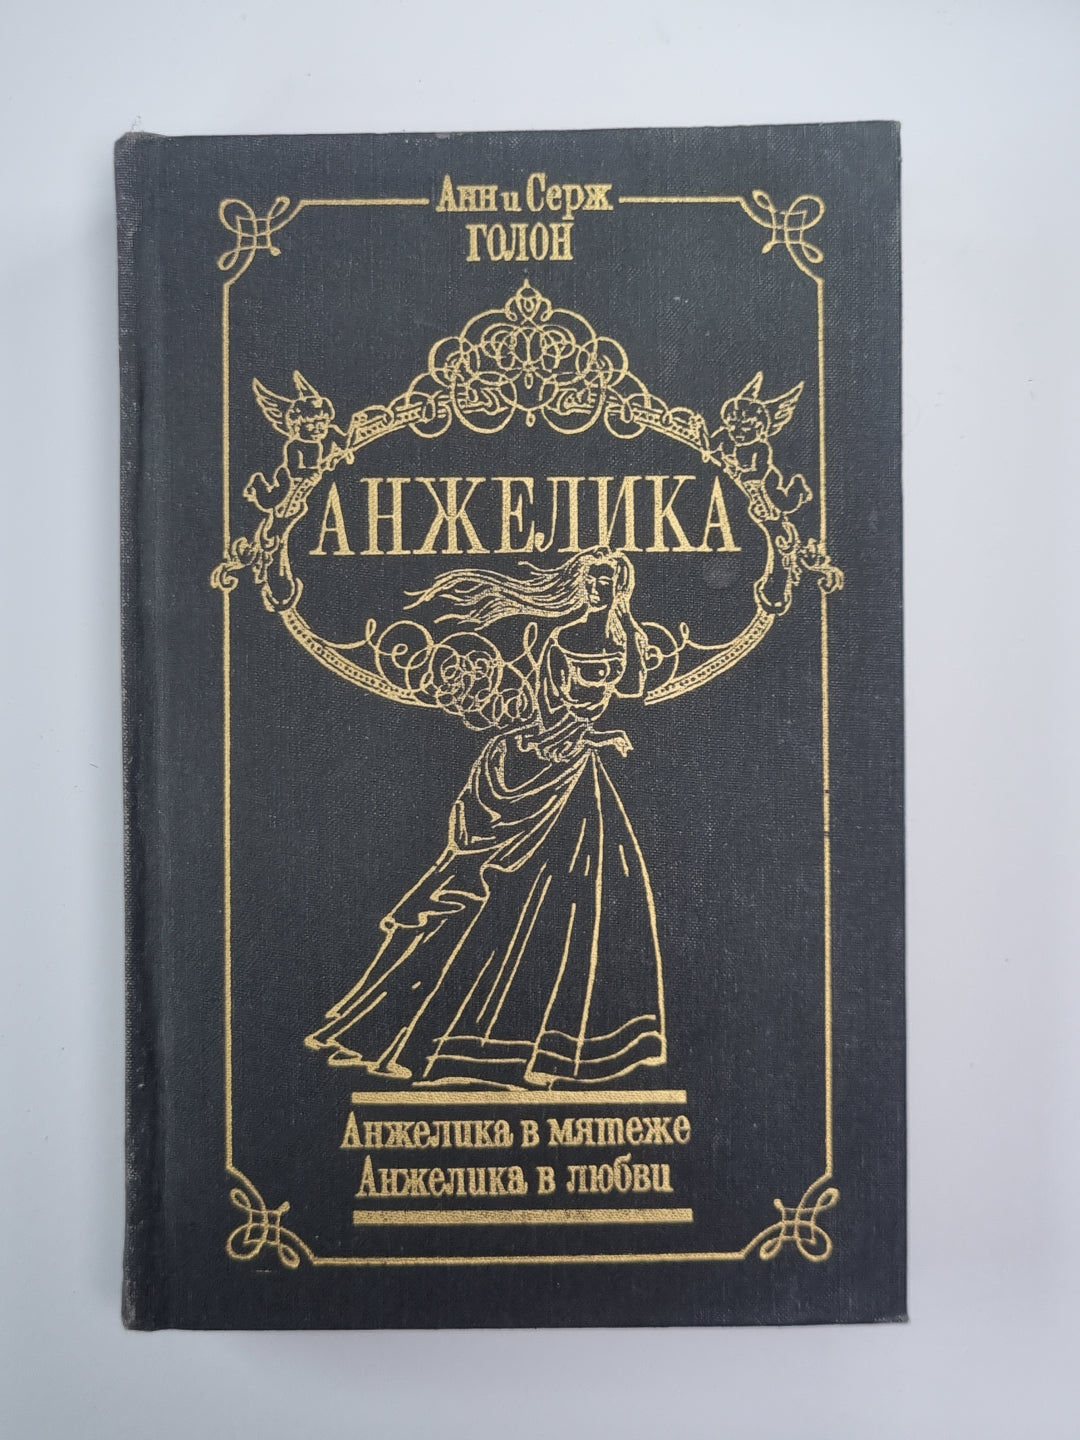 Анн и Серж
ГОЛОН
АНЖЕЛИКА
Анжелика в мятеже
Анжелика в любви